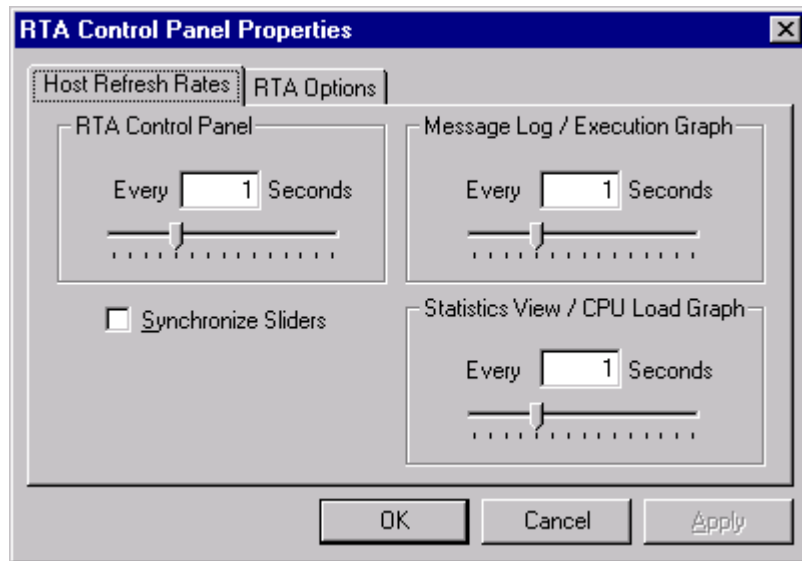 RTA Control Panel Properties
Host Refresh Rates
RTA Options
RTA Control Panel
Every 1 Seconds
Synchronize Sliders
Message Log / Execution Graph
Every 1 Seconds
Statistics View / CPU Load Graph
Every 1 Seconds
OK
Cancel
Apply